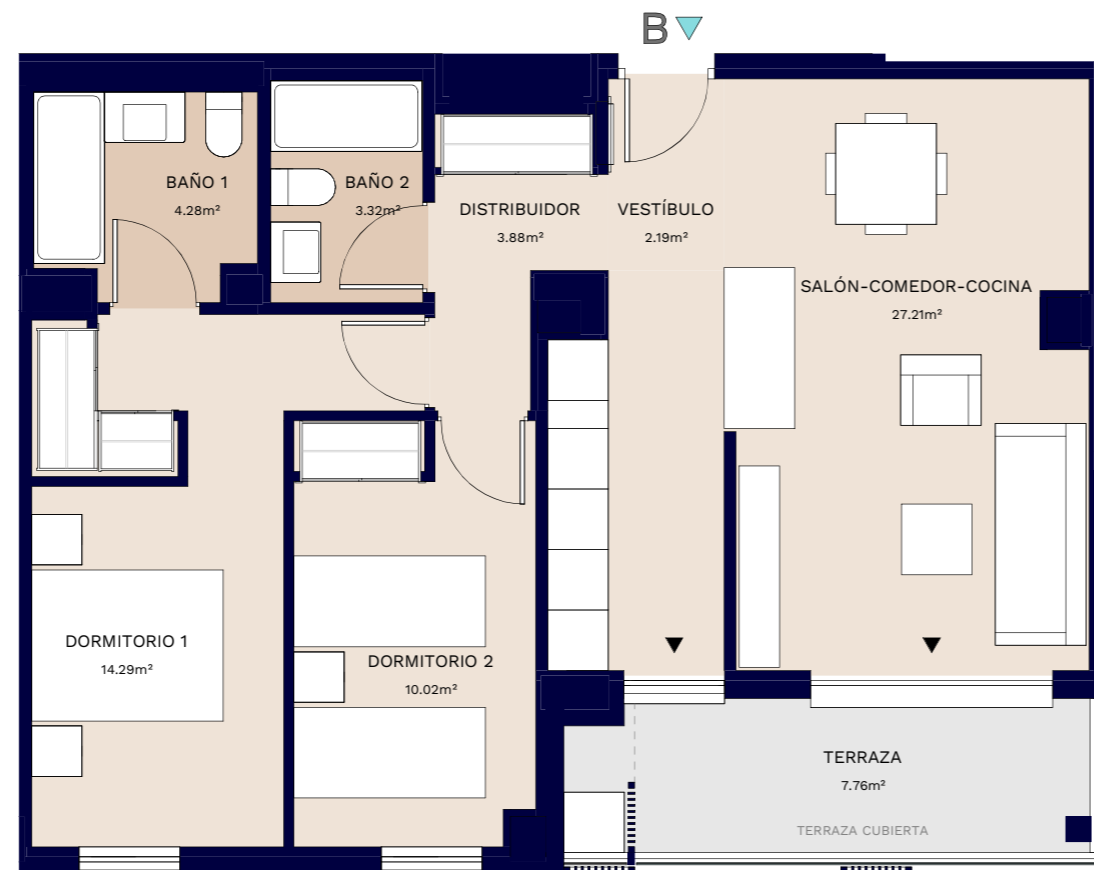 B
BAÑO 1
4.28m²
BAÑO 2
3.32m²
DISTRIBUIDOR
3.88m²
VESTÍBULO
2.19m²
SALÓN-COMEDOR-COCINA
27.21m²
DORMITORIO 1
14.29m²
DORMITORIO 2
10.02m²
TERRAZA
7.76m²
TERRAZA CUBIERTA